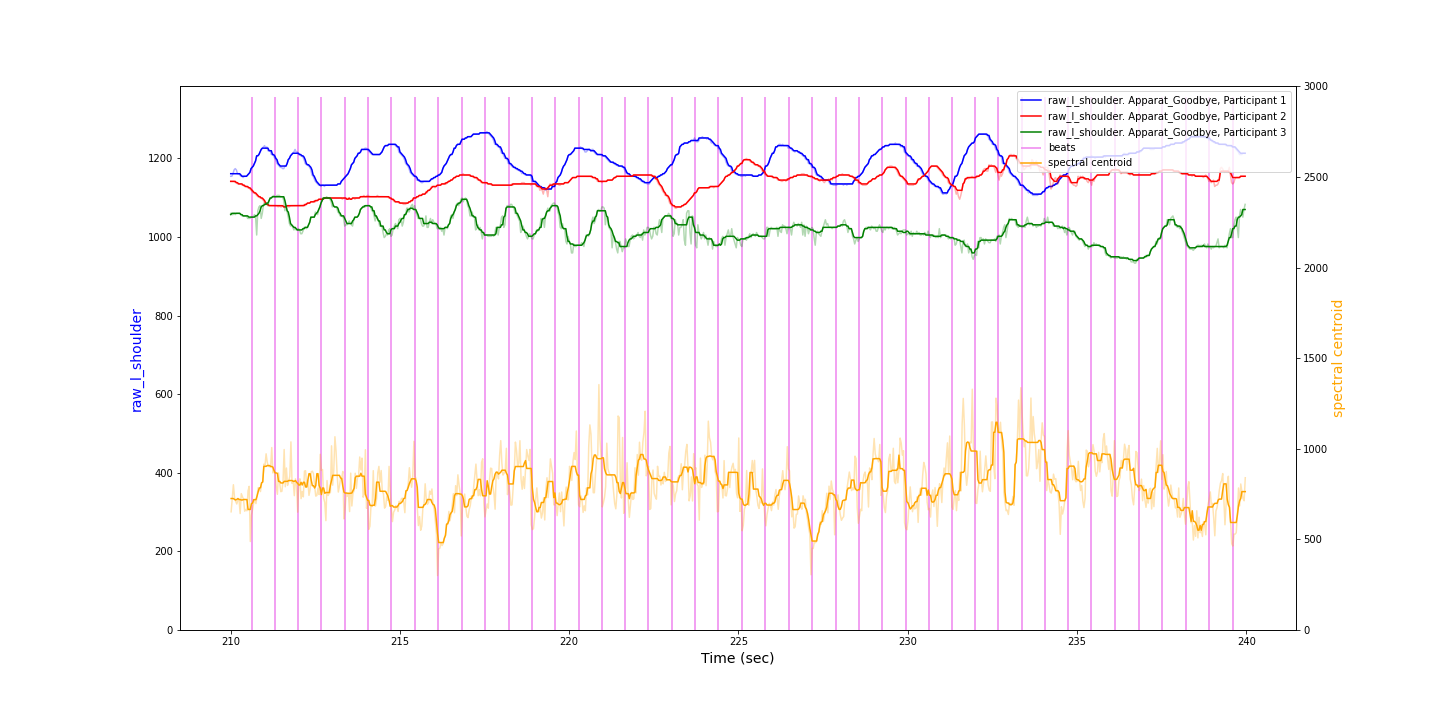 raw_l_shoulder. Apparat_Goodbye, Participant 1
raw_l_shoulder. Apparat_Goodbye, Participant 2
raw_l_shoulder. Apparat_Goodbye, Participant 3
beats
spectral centroid
raw_l_shoulder
1200
1000
800
600
400
200
0
3000
2500
2000
1500
1000
500
0
spectral centroid
210
215
220
225
230
235
240
Time (sec)